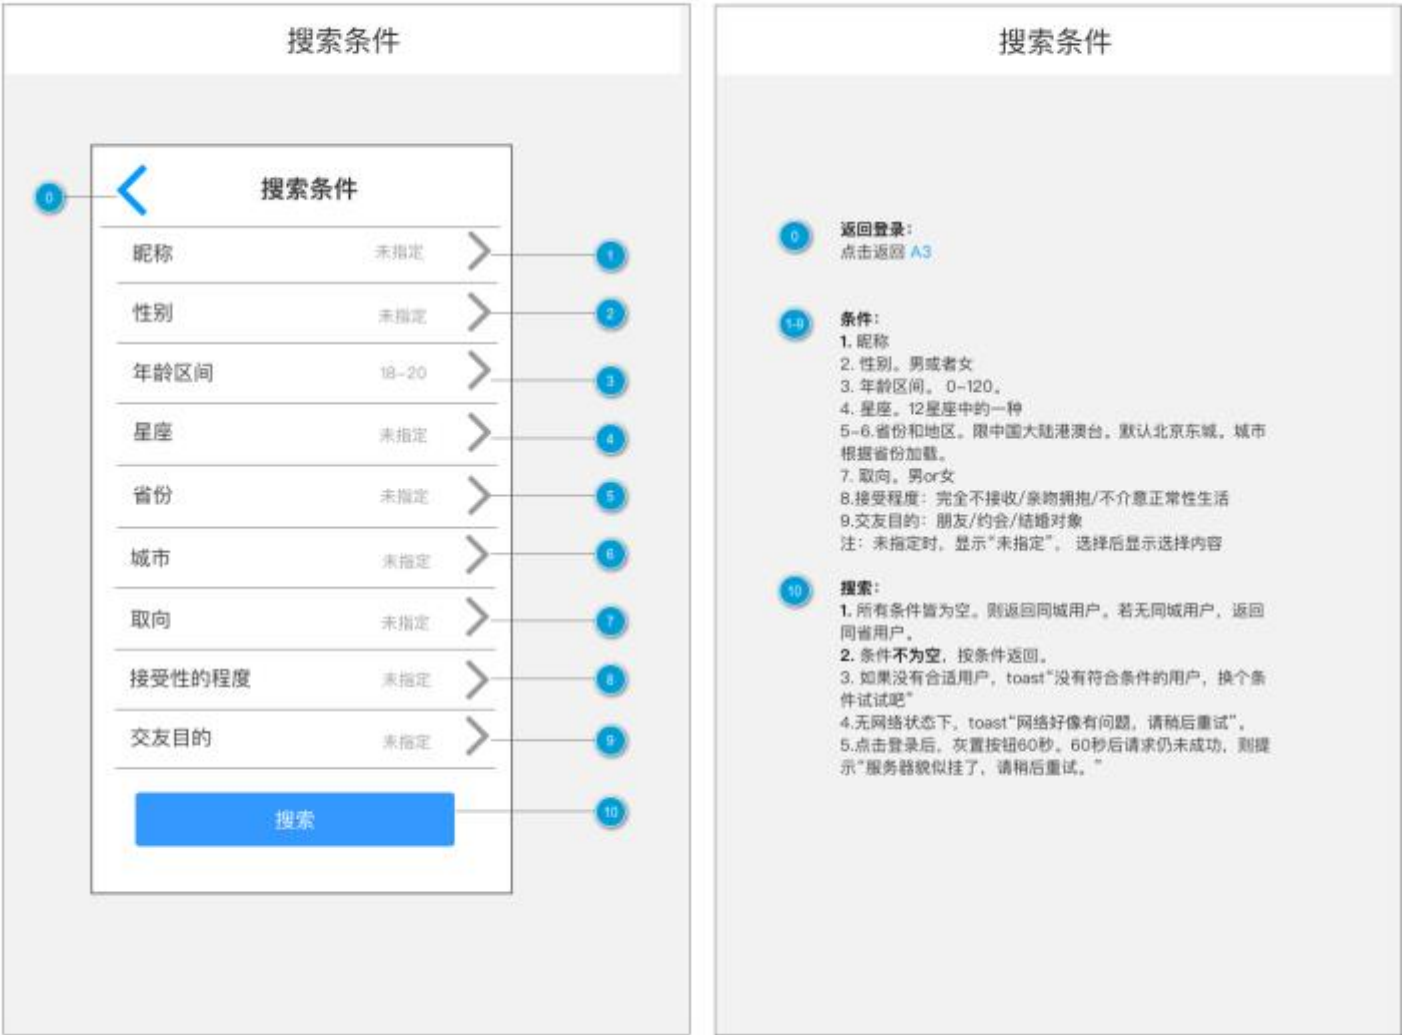 搜索条件
0
搜索条件
昵称 未指定
1
性别 未指定
2
年龄区间 18-20
3
星座 未指定
4
省份 未指定
5
城市 未指定
6
取向 未指定
7
接受性的程度 未指定
8
交友目的 未指定
9
搜索
10
搜索条件
0
返回登录：
点击返回 A3
1-9
条件：
1. 昵称
2. 性别。男或者女
3. 年龄区间。 0-120。
4. 星座。12星座中的一种
5-6.省份和地区。限中国大陆港澳台。默认北京东城。城市
根据省份加载。
7. 取向。男or女
8.接受程度：完全不接收/亲吻拥抱/不介意正常性生活
9.交友目的：朋友/约会/结婚对象
注：未指定时，显示“未指定”， 选择后显示选择内容
10
搜索：
1. 所有条件皆为空。则返回同城用户。若无同城用户，返回
同省用户。
2. 条件不为空，按条件返回。
3. 如果没有合适用户，toast“没有符合条件的用户，换个条
件试试吧”
4.无网络状态下，toast“网络好像有问题，请稍后重试”。
5.点击登录后，灰置按钮60秒。60秒后请求仍未成功，则提
示“服务器貌似挂了，请稍后重试。”